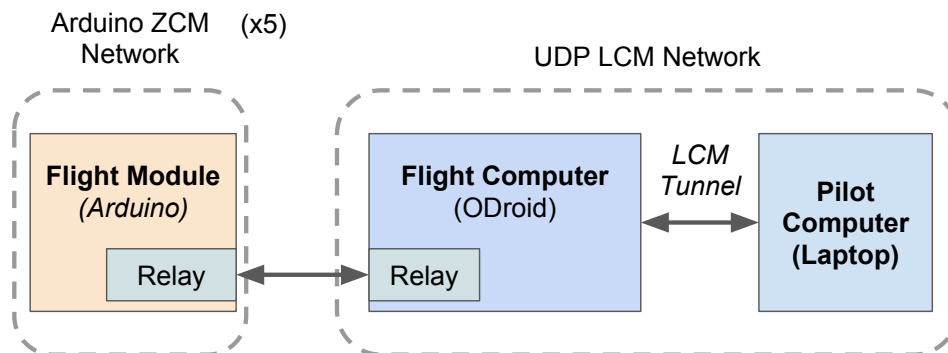 Arduino ZCM (x5)
Network
UDP LCM Network
Flight Module
(Arduino)
Relay
Flight Computer
(ODroid)
Relay
LCM
Tunnel
Pilot
Computer
(Laptop)